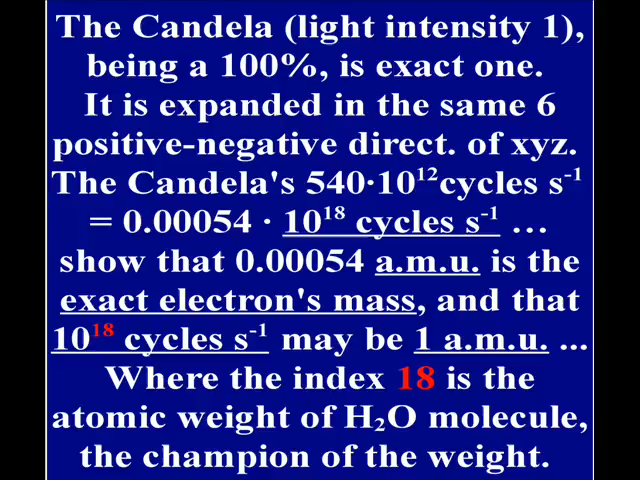 The Candela (light intensity 1),
being a 100%, is exact one.
It is expanded in the same 6
positive-negative direct. of xyz.
The Candela's 540·10¹²cycles s⁻¹
= 0.00054 · 10¹⁸ cycles s⁻¹ …
show that 0.00054 a.m.u. is the
exact electron's mass, and that
10¹⁸ cycles s⁻¹ may be 1 a.m.u. ...
Where the index 18 is the
atomic weight of H₂O molecule,
the champion of the weight.